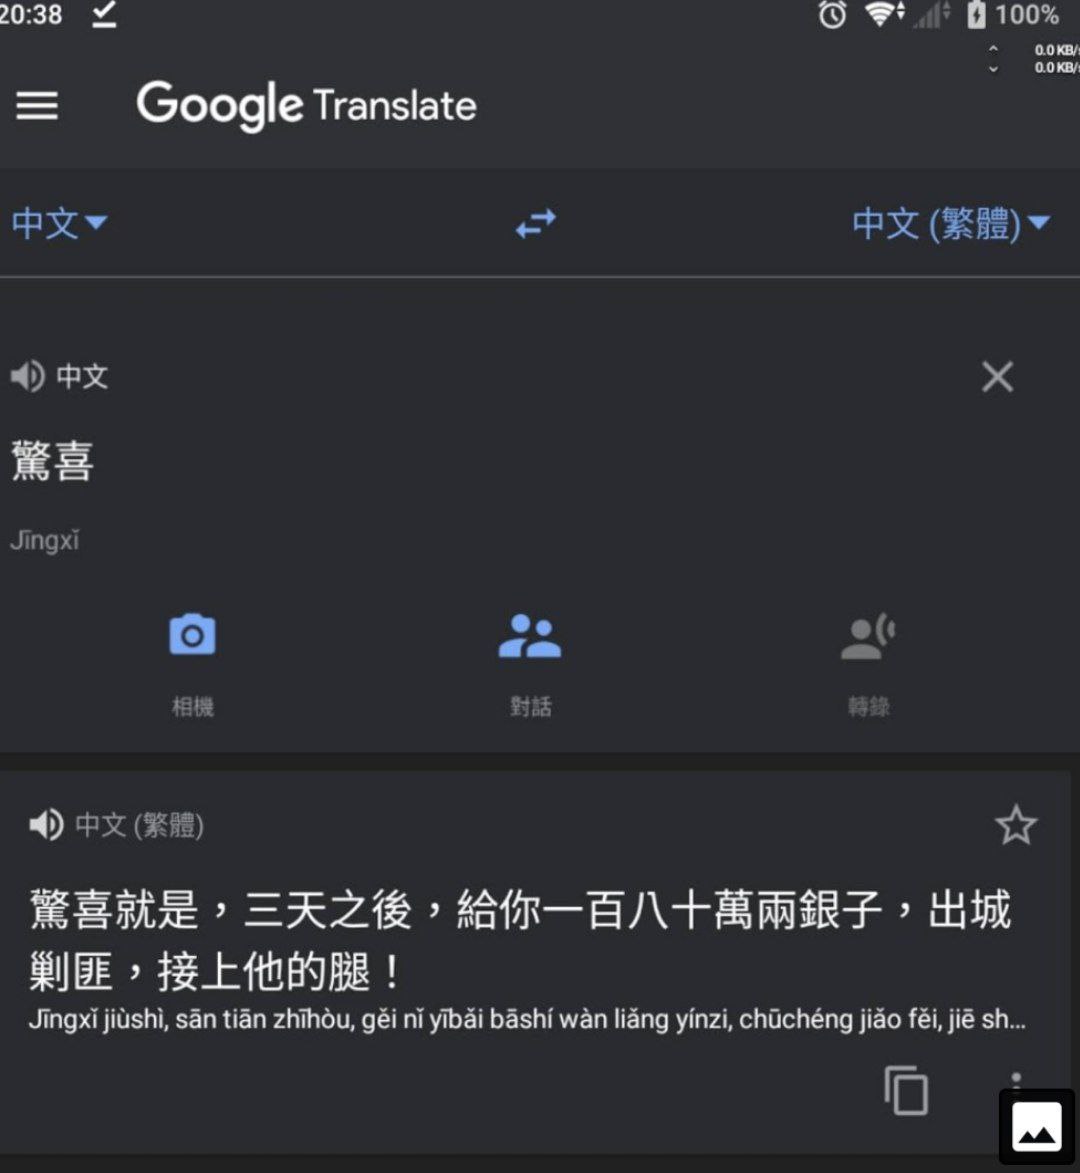 20:38
100%
0.0 KB/s
0.0 KB/s
Google Translate
中文
中文 (繁體)
中文
驚喜
Jīngxǐ
相機
對話
轉錄
中文 (繁體)
驚喜就是，三天之後，給你一百八十萬兩銀子，出城
剿匪，接上他的腿！
Jīngxǐ jiùshì, sān tiān zhīhòu, gěi nǐ yībǎi bāshí wàn liǎng yínzi, chūchéng jiǎo fěi, jiē sh...